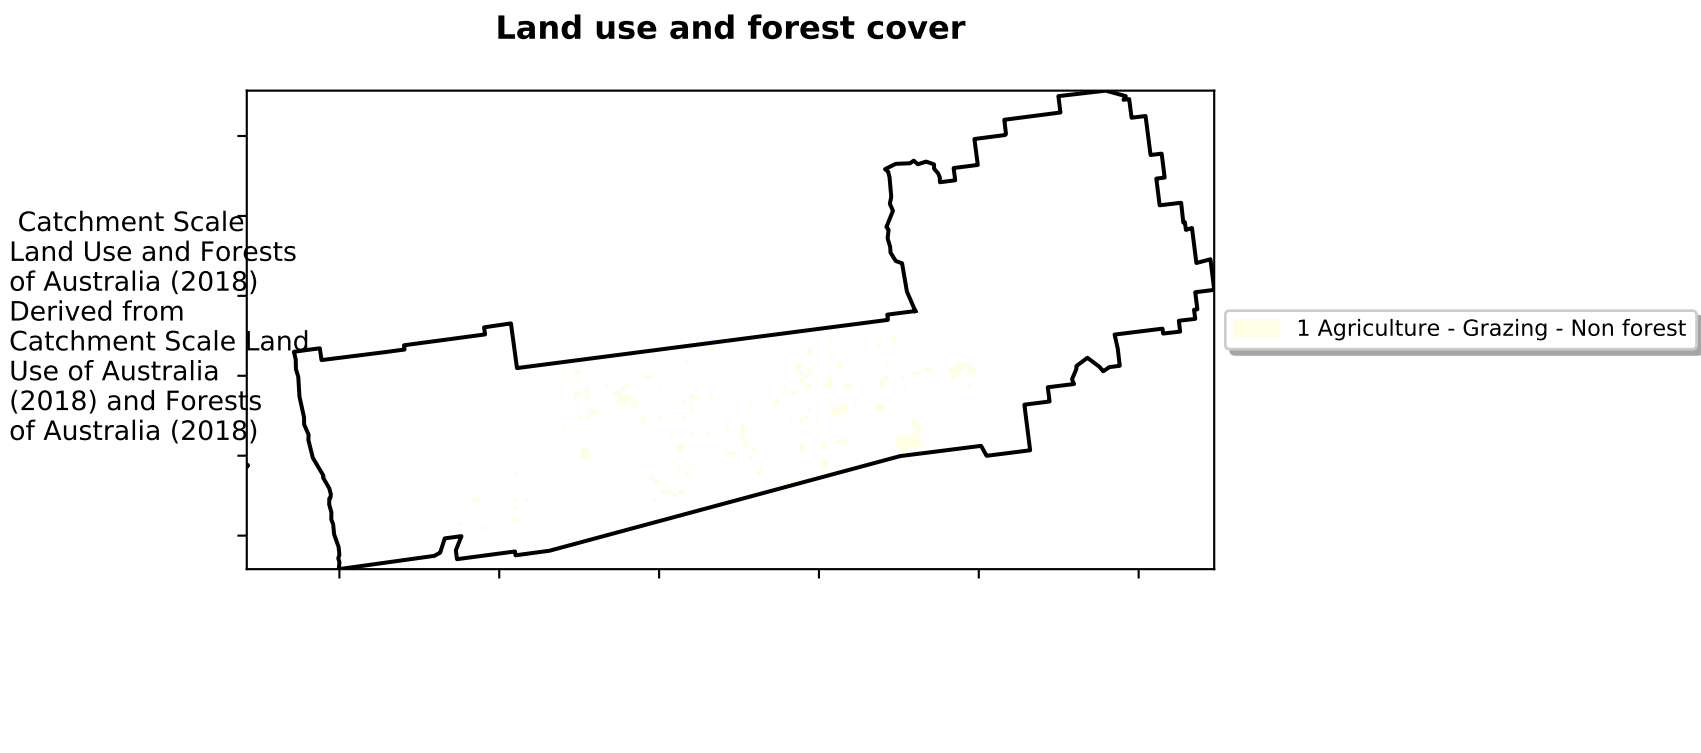 Land use and forest cover
Catchment Scale
Land Use and Forests
of Australia (2018)
Derived from
Catchment Scale Land
Use of Australia
(2018) and Forests
of Australia (2018)
1 Agriculture - Grazing - Non forest